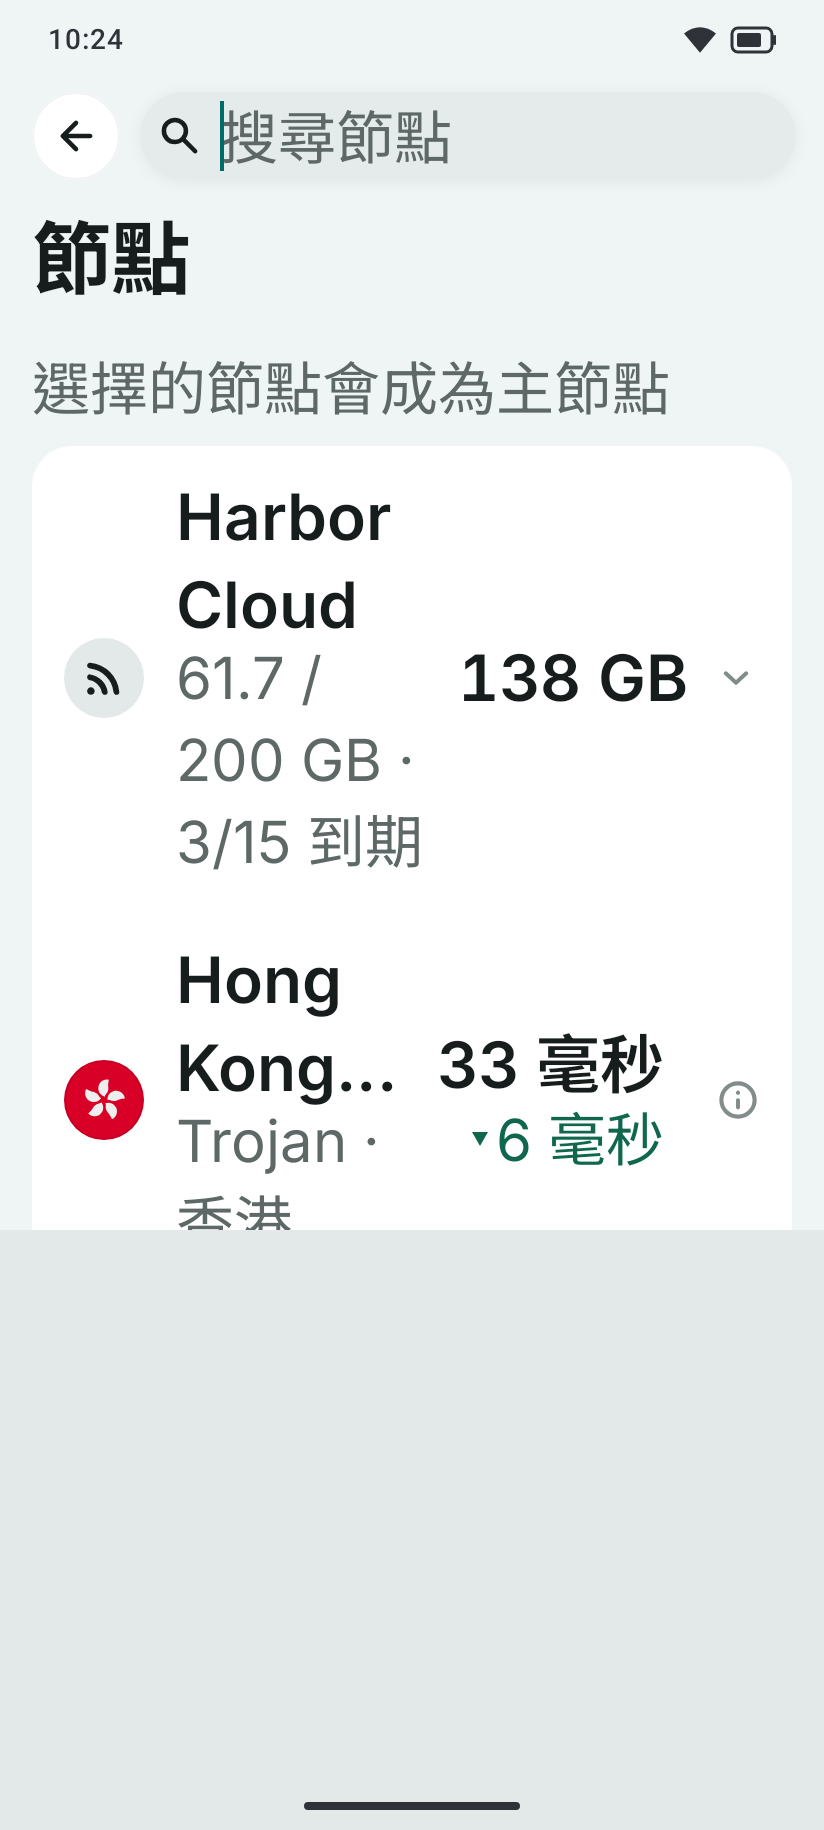 10:24
搜尋節點
節點
選擇的節點會成為主節點
Harbor
Cloud
61.7 /
200 GB ·
3/15 到期
138 GB
Hong
Kong…
Trojan ·
香港
33 毫秒
▼6 毫秒